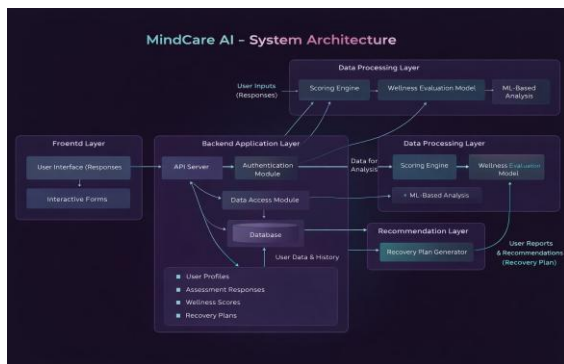 MindCare AI – System Architecture
Data Processing Layer
User Inputs
(Responses)
Scoring Engine
Wellness Evaluation Model
ML-Based
Analysis
Froentd Layer
User Interface (Responses
Interactive Forms
Backend Application Layer
API Server
Authentication
Module
Data Access Module
Database
User Data & History
User Profiles
Assessment Responses
Wellness Scores
Recovery Plans
Data Processing Layer
Data for
Analysis
Scoring Engine
Wellness Evaluation
Model
+ ML-Based Analysis
Recommendation Layer
Recovery Plan Generator
User Reports
& Recommendations
(Recovery Plan)